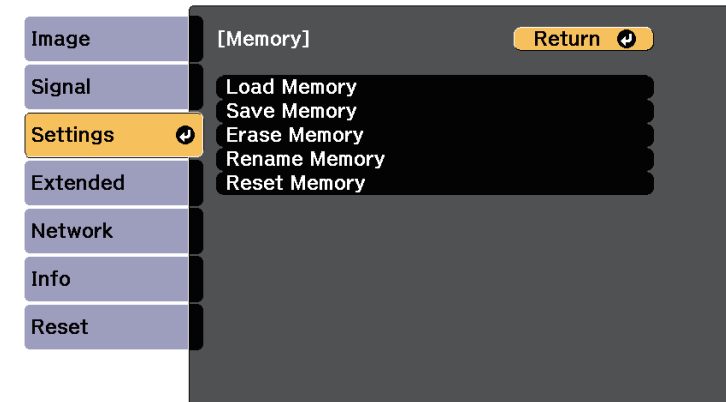 Image
Signal
Settings
Extended
Network
Info
Reset
[Memory]
Return
Load Memory
Save Memory
Erase Memory
Rename Memory
Reset Memory